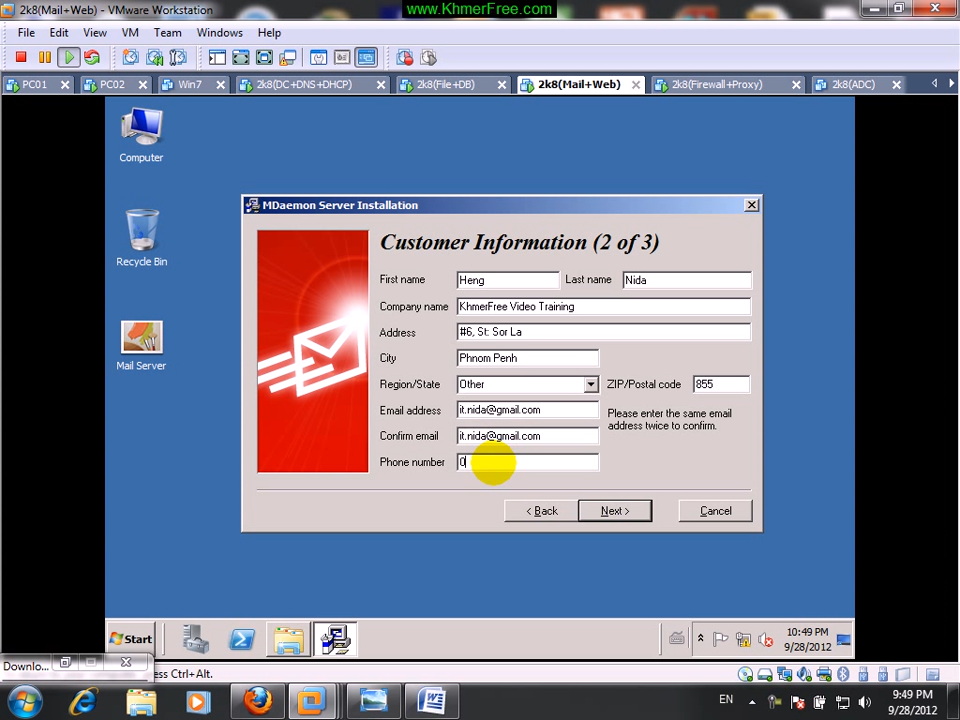 www.KhmerFree.com
2k8(Mail+Web) - VMware Workstation
File Edit View VM Team Windows Help
PC01 PC02 Win7 2k8(DC+DNS+DHCP) 2k8(File+DB) 2k8(Mail+Web) 2k8(Firewall+Proxy) 2k8(ADC)
Computer
Recycle Bin
Mail Server
MDaemon Server Installation
Customer Information (2 of 3)
First name Heng Last name Nida
Company name KhmerFree Video Training
Address #6, St: Sor La
City Phnom Penh
Region/State Other ZIP/Postal code 855
Email address it.nida@gmail.com
Please enter the same email
address twice to confirm.
Confirm email it.nida@gmail.com
Phone number 0
< Back Next > Cancel
Start
10:49 PM
9/28/2012
Downlo...
ss Ctrl+Alt.
EN
9:49 PM
9/28/2012